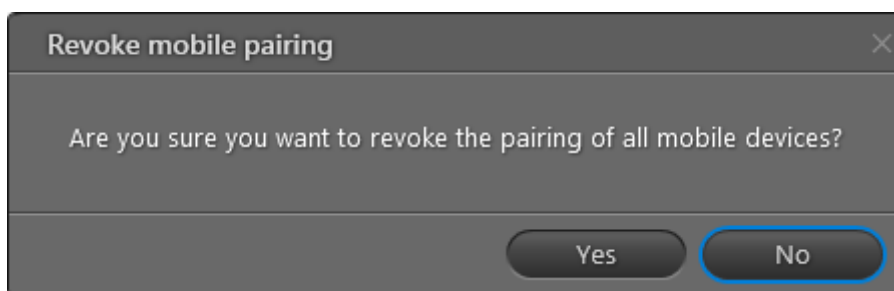 Revoke mobile pairing
Are you sure you want to revoke the pairing of all mobile devices?
Yes
No